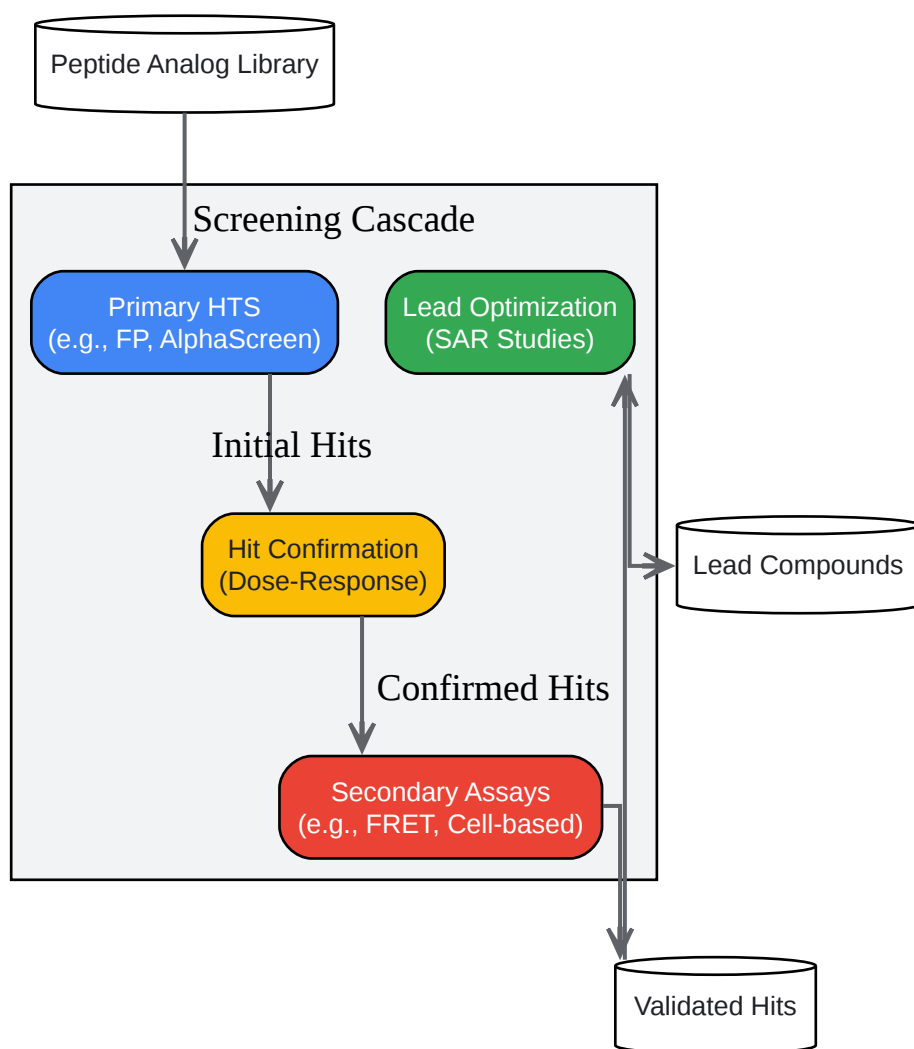 Peptide Analog Library
Screening Cascade
Primary HTS
(e.g., FP, AlphaScreen)
Lead Optimization
(SAR Studies)
Initial Hits
Hit Confirmation
(Dose-Response)
Lead Compounds
Confirmed Hits
Secondary Assays
(e.g., FRET, Cell-based)
Validated Hits